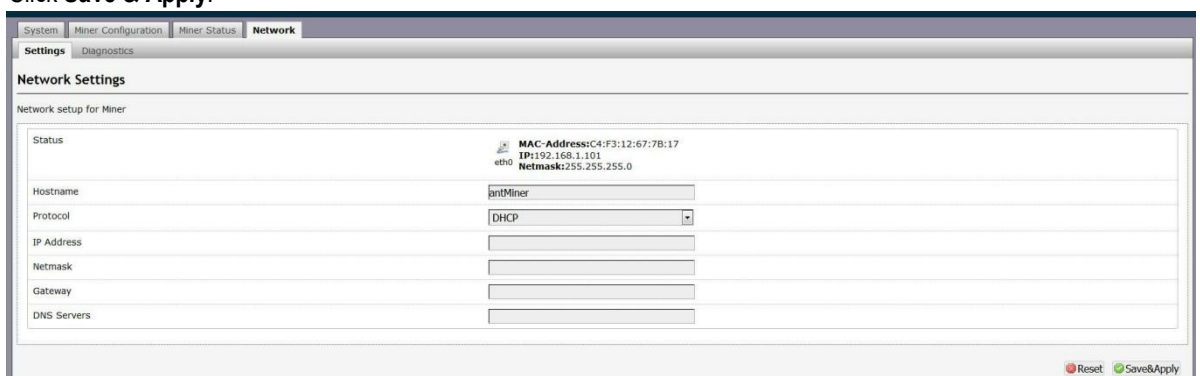 Click Save & Apply.
System Miner Configuration Miner Status Network
Settings Diagnostics
Network Settings
Network setup for Miner
Status
MAC-Address:C4:F3:12:67:7B:17
IP:192.168.1.101
eth0
Netmask:255.255.255.0
Hostname antMiner
Protocol DHCP
IP Address
Netmask
Gateway
DNS Servers
Reset Save&Apply